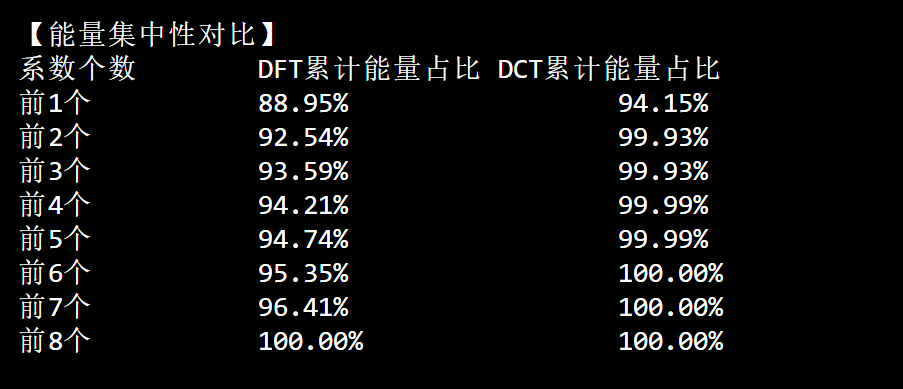 【能量集中性对比】
系数个数 DFT累计能量占比 DCT累计能量占比
前1个 88.95% 94.15%
前2个 92.54% 99.93%
前3个 93.59% 99.93%
前4个 94.21% 99.99%
前5个 94.74% 99.99%
前6个 95.35% 100.00%
前7个 96.41% 100.00%
前8个 100.00% 100.00%